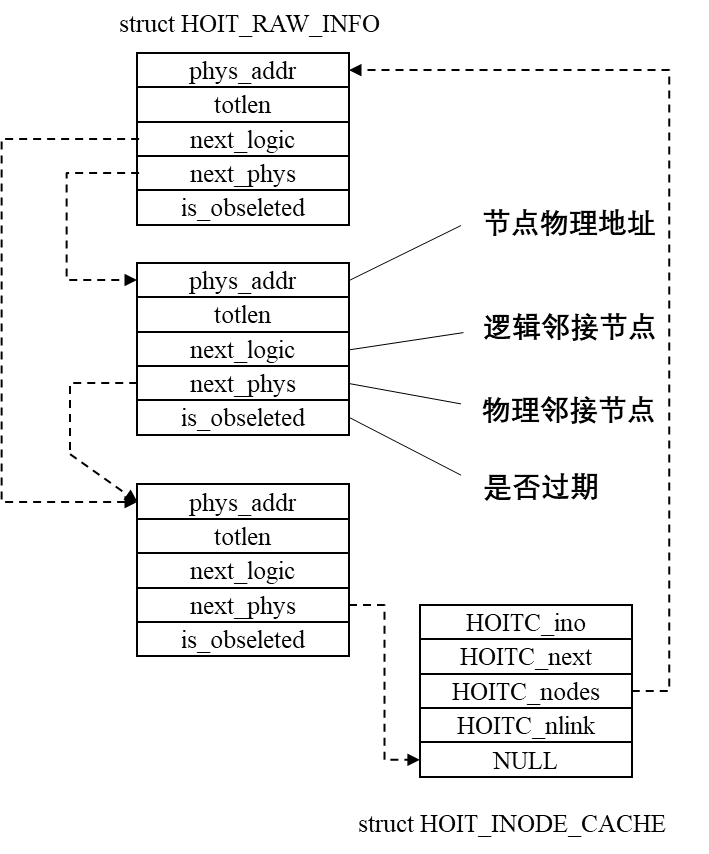 struct HOIT_RAW_INFO
phys_addr
totlen
next_logic
next_phys
is_obseleted
phys_addr
totlen
next_logic
next_phys
is_obseleted
节点物理地址
逻辑邻接节点
物理邻接节点
是否过期
phys_addr
totlen
next_logic
next_phys
is_obseleted
HOITC_ino
HOITC_next
HOITC_nodes
HOITC_nlink
NULL
struct HOIT_INODE_CACHE